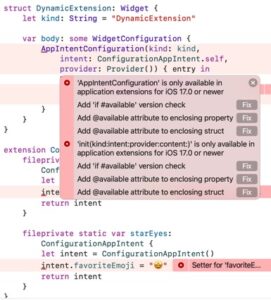 struct DynamicExtension: Widget {
let kind: String = "DynamicExtension"
var body: some WidgetConfiguration {
AppIntentConfiguration(kind: kind,
intent: ConfigurationAppIntent.self,
provider: Provider()) { entry in
'AppIntentConfiguration' is only available in
application extensions for iOS 17.0 or newer
Add 'if #available' version check Fix
Add @available attribute to enclosing property Fix
Add @available attribute to enclosing struct Fix
'init(kind:intent:provider:content:)' is only available in
application extensions for iOS 17.0 or newer
Add 'if #available' version check Fix
Add @available attribute to enclosing property Fix
Add @available attribute to enclosing struct Fix
}
}
}
extension Co
fileprivate
Co
let
inte
return intent
}
fileprivate static var starEyes:
ConfigurationAppIntent {
let intent = ConfigurationAppIntent()
intent.favoriteEmoji = "🤩" Setter for 'favoriteE...
return intent
}
}